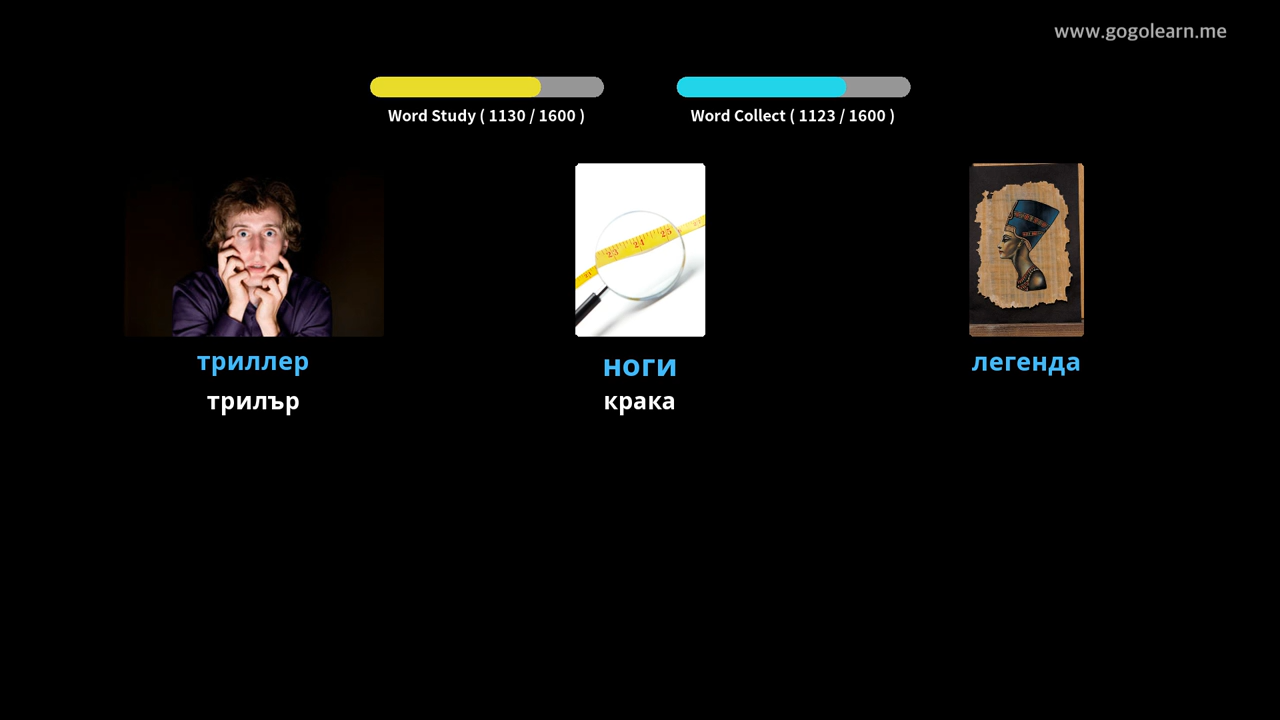 www.gogolearn.me
Word Study ( 1130 / 1600 )
Word Collect ( 1123 / 1600 )
триллер
трилър
ноги
крака
легенда